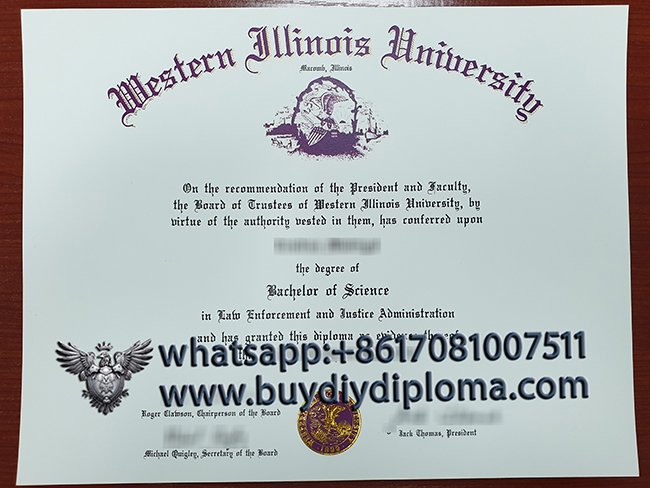 Western Illinois University
Macomb, Illinois
On the recommendation of the President and Faculty,
the Board of Trustees of Western Illinois University, by
virtue of the authority vested in them, has conferred upon
the degree of
Bachelor of Science
in Law Enforcement and Justice Administration
and has granted this diploma as evidence thereof
whatsapp:+8617081007511
www.buydiydiploma.com
Roger Clawson, Chairperson of the Board
Jack Thomas, President
Michael Quigley, Secretary of the Board